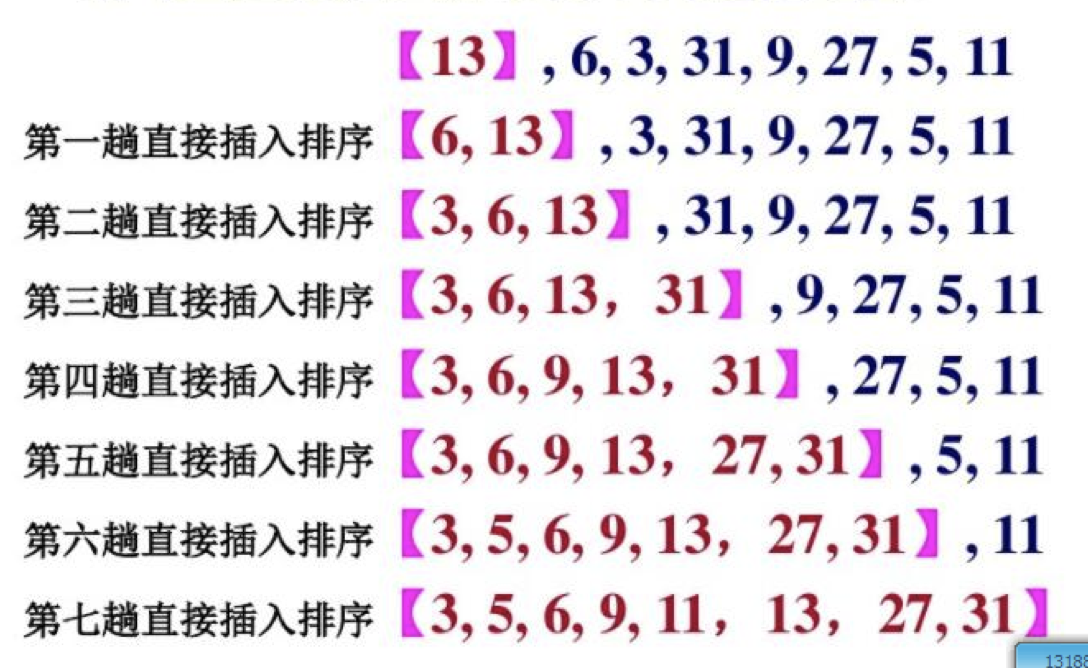 【13】, 6, 3, 31, 9, 27, 5, 11
第一趟直接插入排序【6, 13】, 3, 31, 9, 27, 5, 11
第二趟直接插入排序【3, 6, 13】, 31, 9, 27, 5, 11
第三趟直接插入排序【3, 6, 13， 31】, 9, 27, 5, 11
第四趟直接插入排序【3, 6, 9, 13， 31】, 27, 5, 11
第五趟直接插入排序【3, 6, 9, 13， 27, 31】, 5, 11
第六趟直接插入排序【3, 5, 6, 9, 13， 27, 31】, 11
第七趟直接插入排序【3, 5, 6, 9, 11， 13， 27, 31】